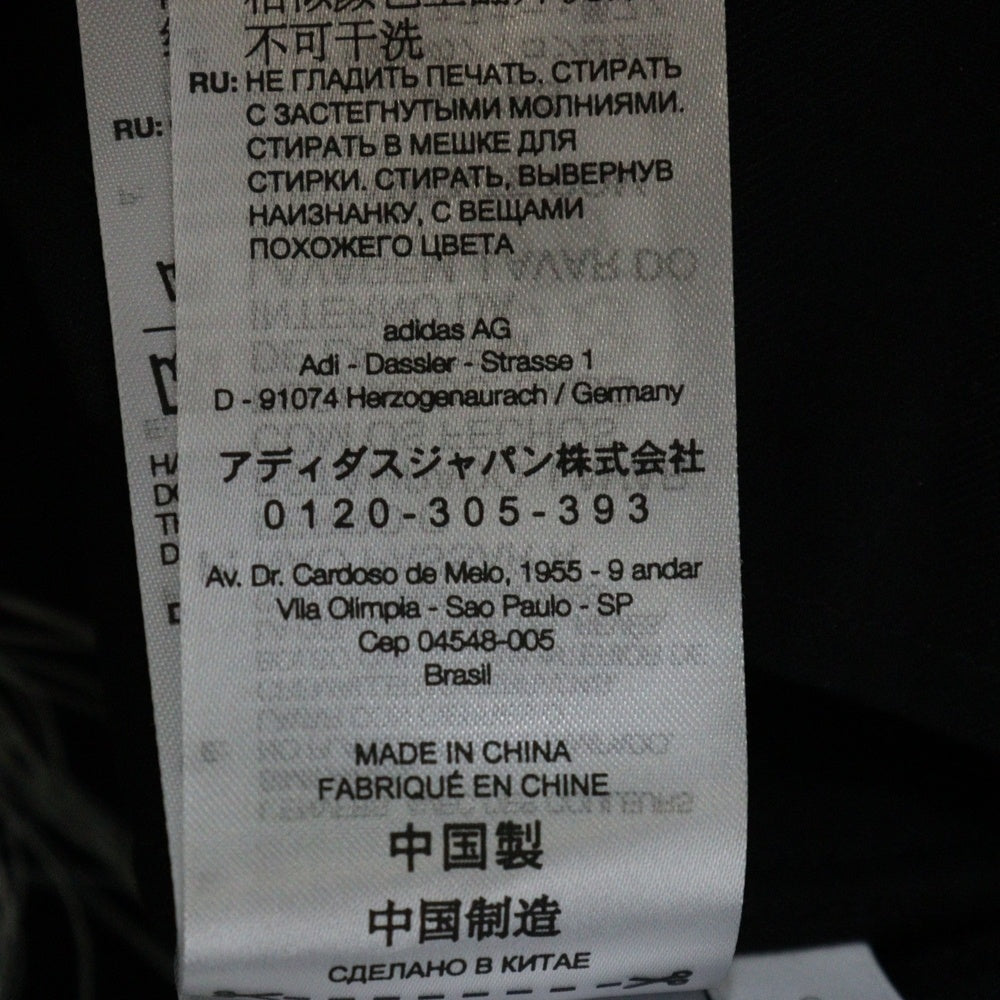 不可干洗
RU: НЕ ГЛАДИТЬ ПЕЧАТЬ. СТИРАТЬ
С ЗАСТЕГНУТЫМИ МОЛНИЯМИ.
СТИРАТЬ В МЕШКЕ ДЛЯ
СТИРКИ. СТИРАТЬ, ВЫВЕРНУВ
НАИЗНАНКУ, С ВЕЩАМИ
ПОХОЖЕГО ЦВЕТА
adidas AG
Adi - Dassler - Strasse 1
D - 91074 Herzogenaurach / Germany
アディダスジャパン株式会社
0120-305-393
Av. Dr. Cardoso de Melo, 1955 - 9 andar
Vila Olimpia - Sao Paulo - SP
Cep 04548-005
Brasil
MADE IN CHINA
FABRIQUÉ EN CHINE
中国製
中国制造
СДЕЛАНО В КИТАЕ
RU: